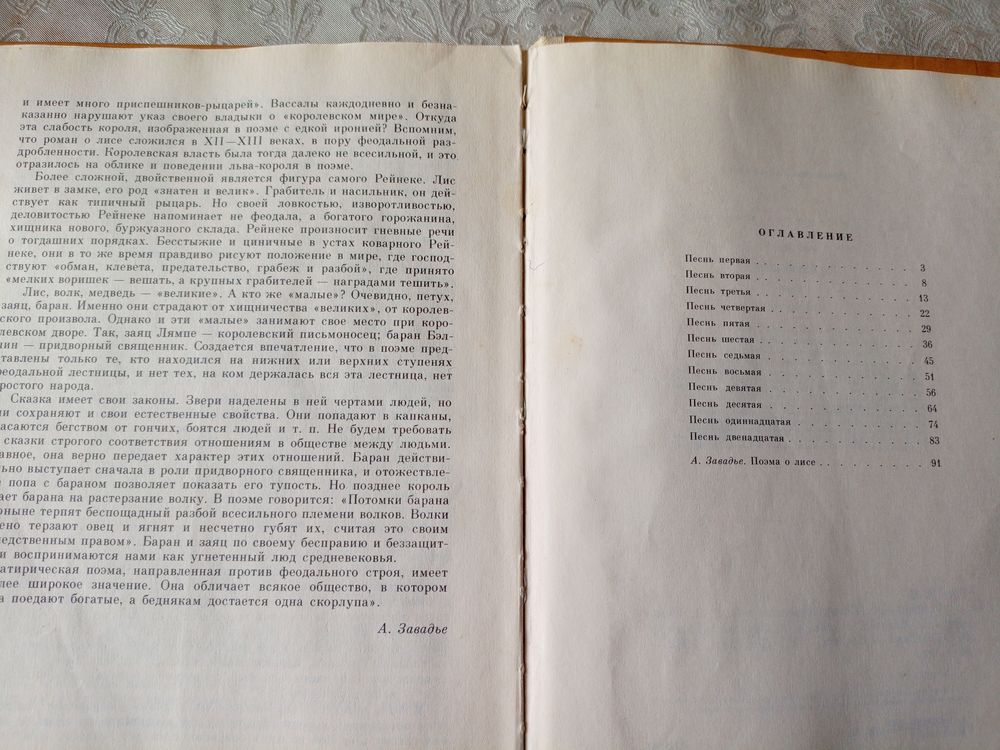 и имеет много приспешников-рыцарей». Вассалы каждодневно и безна-
казанно нарушают указ своего владыки о «королевском мире». Откуда
эта слабость короля, изображенная в поэме с едкой иронией? Вспомним,
что роман о лисе сложился в XII—XIII веках, в пору феодальной раз-
дробленности. Королевская власть была тогда далеко не всесильной, и это
отразилось на облике и поведении льва-короля в поэме.
Более сложной, двойственной является фигура самого Рейнеке. Лис
живет в замке, его род «знатен и велик». Грабитель и насильник, он дей-
ствует как типичный рыцарь. Но своей ловкостью, изворотливостью,
деловитостью Рейнеке напоминает не феодала, а богатого горожанина,
хищника нового, буржуазного склада. Рейнеке произносит гневные речи
о тогдашних порядках. Бесстыжие и циничные в устах коварного Рей-
неке, они в то же время правдиво рисуют положение в мире, где господ-
ствуют «обман, клевета, предательство, грабеж и разбой», где принято
«мелких воришек — вешать, а крупных грабителей — наградами тешить».
Лис, волк, медведь — «великие». А кто же «малые»? Очевидно, петух,
заяц, баран. Именно они страдают от хищничества «великих», от королев-
ского произвола. Однако и эти «малые» занимают свое место при коро-
левском дворе. Так, заяц Лямпе — королевский письмоносец; баран Бэл-
лин — придворный священник. Создается впечатление, что в поэме пред-
тавлены только те, кто находился на нижних или верхних ступенях
феодальной лестницы, и нет тех, на ком держалась вся эта лестница, нет
ростого народа.
Сказка имеет свои законы. Звери наделены в ней чертами людей, но
ни сохраняют и свои естественные свойства. Они попадают в капканы,
асаются бегством от гончих, боятся людей и т. п. Не будем требовать
сказки строгого соответствия отношениям в обществе между людьми.
авное, она верно передает характер этих отношений. Баран действи-
льно выступает сначала в роли придворного священника, и отожествле-
попа с бараном позволяет показать его тупость. Но позднее король
ает барана на растерзание волку. В поэме говорится: «Потомки барана
оныне терпят беспощадный разбой всесильного племени волков. Волки
ено терзают овец и ягнят и несчетно губят их, считая это своим
едственным правом». Баран и заяц по своему бесправию и беззащит-
и воспринимаются нами как угнетенный люд средневековья.
атирическая поэма, направленная против феодального строя, имеет
лее широкое значение. Она обличает всякое общество, в котором
а поедают богатые, а беднякам достается одна скорлупа».
А. Завадье
ОГЛАВЛЕНИЕ
Песнь первая . . . . . . . . . . . . 3
Песнь вторая . . . . . . . . . . . . 8
Песнь третья . . . . . . . . . . . . 13
Песнь четвертая . . . . . . . . . . . 22
Песнь пятая . . . . . . . . . . . . 29
Песнь шестая . . . . . . . . . . . . 36
Песнь седьмая . . . . . . . . . . . 45
Песнь восьмая . . . . . . . . . . . 51
Песнь девятая . . . . . . . . . . . 56
Песнь десятая . . . . . . . . . . . 64
Песнь одиннадцатая . . . . . . . . . 74
Песнь двенадцатая . . . . . . . . . . 83
А. Завадье. Поэма о лисе . . . . . . . . 91